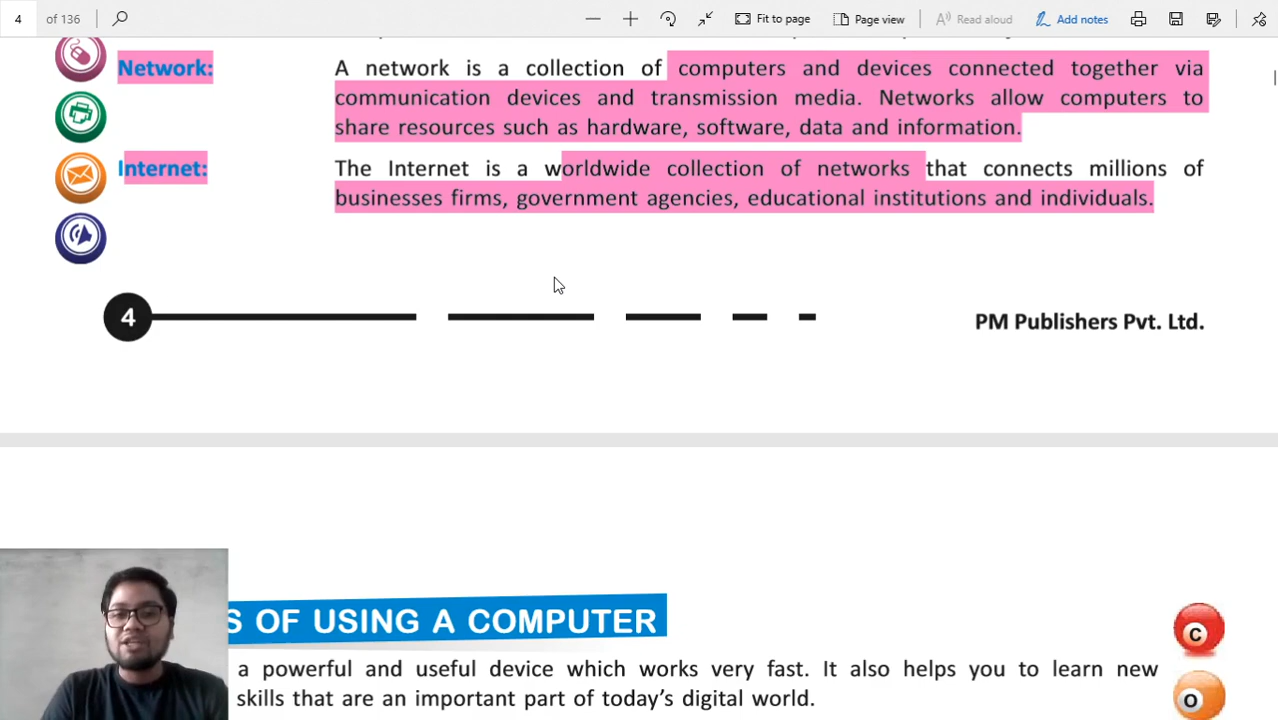 4 of 136 Fit to page Page view Read aloud Add notes
Network: A network is a collection of computers and devices connected together via
communication devices and transmission media. Networks allow computers to
share resources such as hardware, software, data and information.
Internet: The Internet is a worldwide collection of networks that connects millions of
businesses firms, government agencies, educational institutions and individuals.
4 PM Publishers Pvt. Ltd.
S OF USING A COMPUTER
C
a powerful and useful device which works very fast. It also helps you to learn new
skills that are an important part of today's digital world.
O